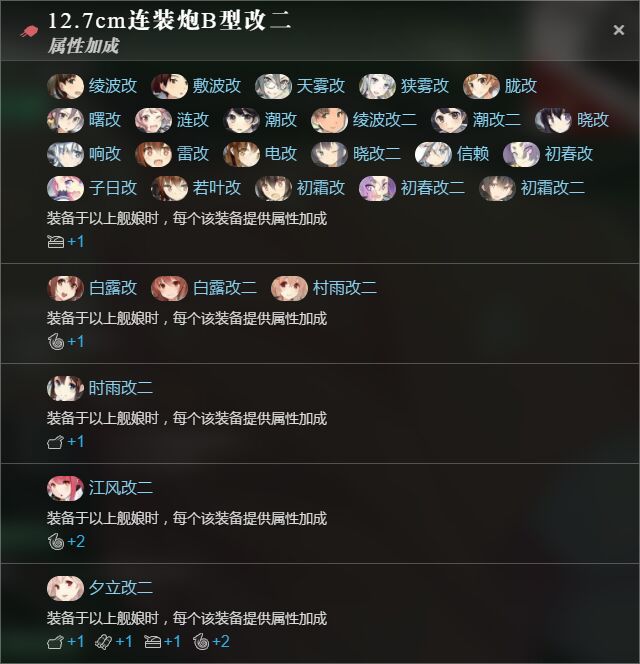 12.7cm连装炮B型改二
属性加成
绫波改 敷波改 天雾改 狭雾改 胧改
曙改 涟改 潮改 绫波改二 潮改二 晓改
响改 雷改 电改 晓改二 信赖 初春改
子日改 若叶改 初霜改 初春改二 初霜改二
装备于以上舰娘时，每个该装备提供属性加成
+1
白露改 白露改二 村雨改二
装备于以上舰娘时，每个该装备提供属性加成
+1
时雨改二
装备于以上舰娘时，每个该装备提供属性加成
+1
江风改二
装备于以上舰娘时，每个该装备提供属性加成
+2
夕立改二
装备于以上舰娘时，每个该装备提供属性加成
+1 +1 +1 +2